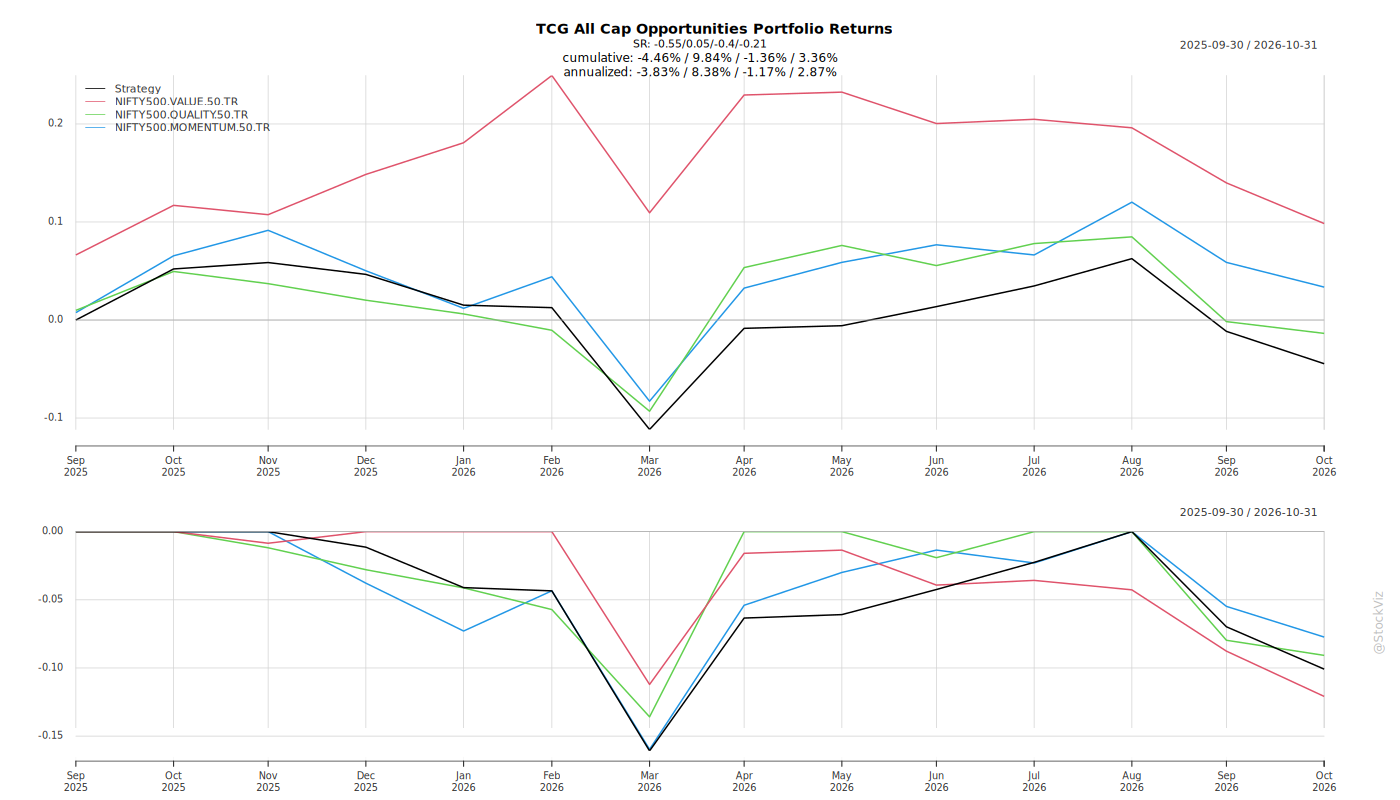 TCG All Cap Opportunities Portfolio Returns
SR: -0.55/0.05/-0.4/-0.21
cumulative: -4.46% / 9.84% / -1.36% / 3.36%
annualized: -3.83% / 8.38% / -1.17% / 2.87%
2025-09-30 / 2026-10-31
Strategy
NIFTY500.VALUE.50.TR
NIFTY500.QUALITY.50.TR
NIFTY500.MOMENTUM.50.TR
0.2
0.1
0.0
-0.1
Sep Oct Nov Dec Jan Feb Mar Apr May Jun Jul Aug Sep Oct
2025 2025 2025 2025 2026 2026 2026 2026 2026 2026 2026 2026 2026 2026
2025-09-30 / 2026-10-31
0.00
-0.05
-0.10
-0.15
Sep Oct Nov Dec Jan Feb Mar Apr May Jun Jul Aug Sep Oct
2025 2025 2025 2025 2026 2026 2026 2026 2026 2026 2026 2026 2026 2026
@StockViz